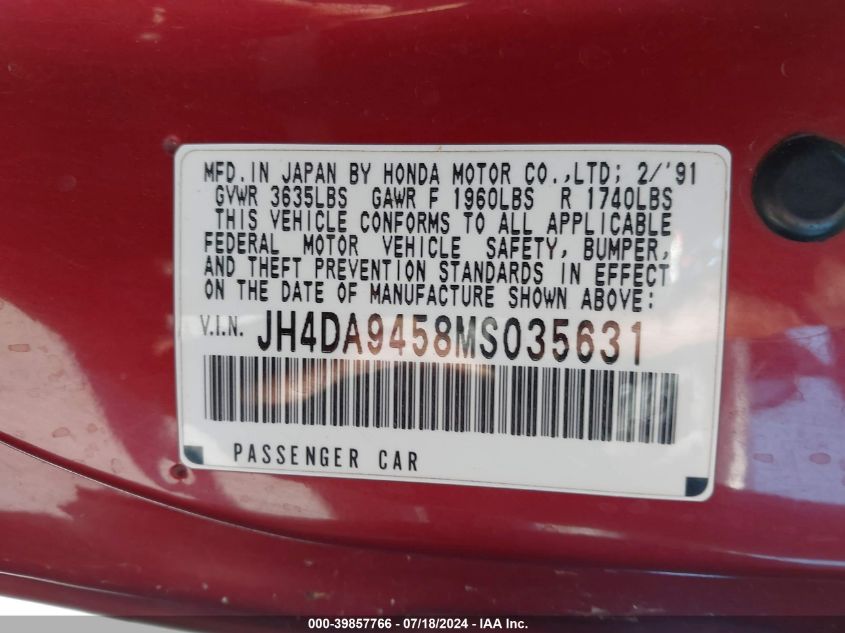 MFD. IN JAPAN BY HONDA MOTOR CO.,LTD; 2/'91
GVWR 3635LBS GAWR F 1960LBS R 1740LBS
THIS VEHICLE CONFORMS TO ALL APPLICABLE
FEDERAL MOTOR VEHICLE SAFETY, BUMPER,
AND THEFT PREVENTION STANDARDS IN EFFECT
ON THE DATE OF MANUFACTURE SHOWN ABOVE:
V.I.N. JH4DA9458MS035631
PASSENGER CAR
000-39857766 - 07/18/2024 - IAAI Inc.